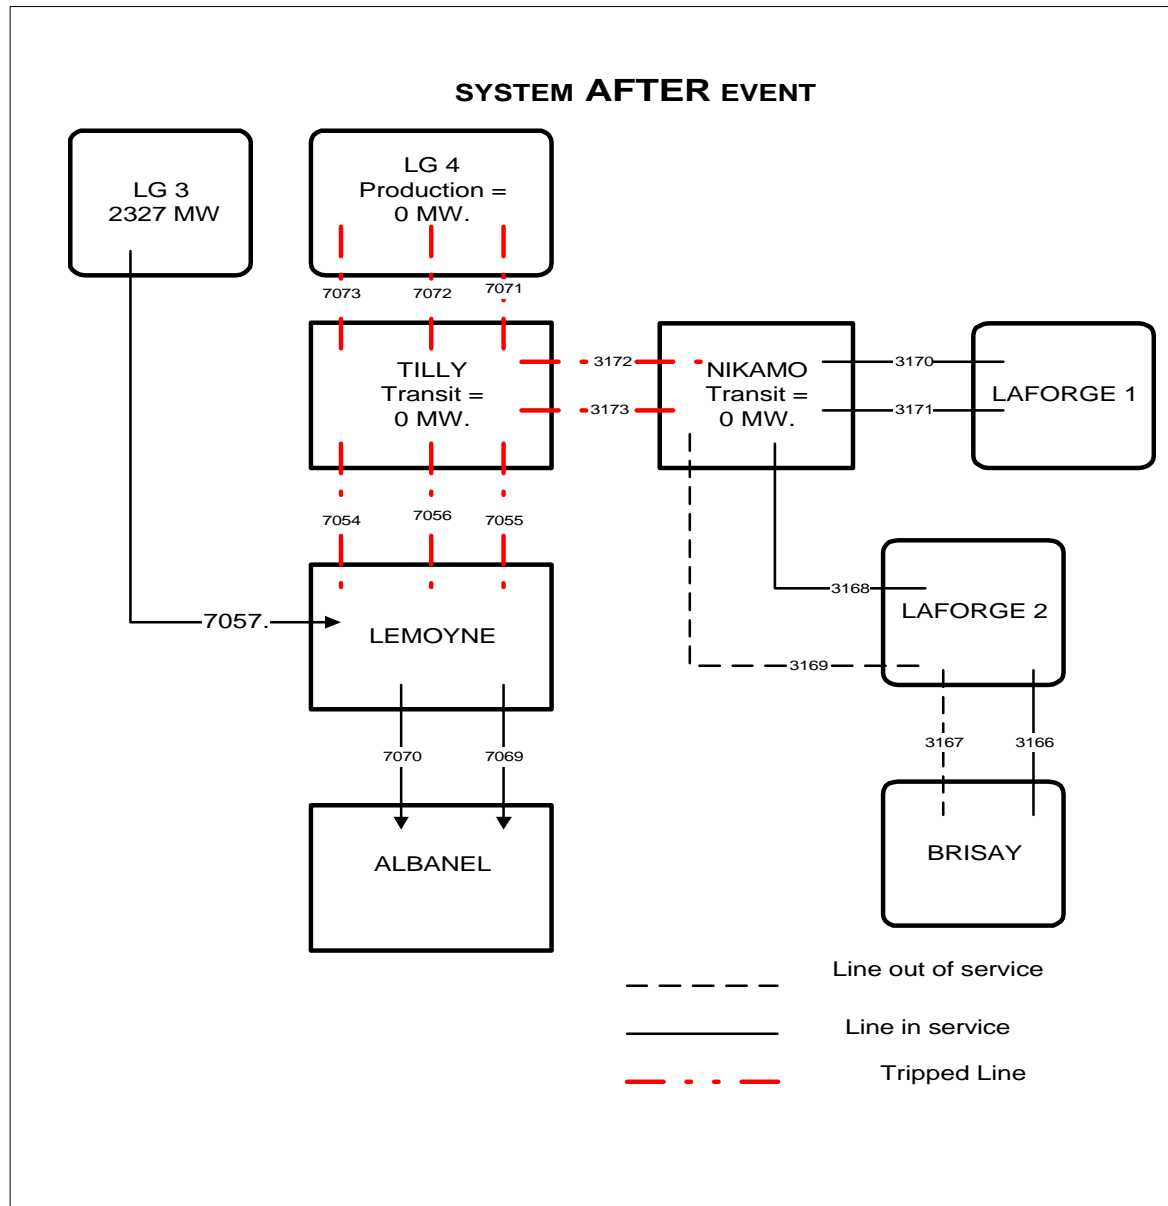 SYSTEM AFTER EVENT
LG 3
2327 MW
LG 4
Production =
0 MW.
7073
7072
7071
TILLY
Transit =
0 MW.
3172
3173
NIKAMO
Transit =
0 MW.
3170
3171
LAFORGE 1
7054
7056
7055
3168
LAFORGE 2
3169
7057.
LEMOYNE
7070
7069
3167
3166
ALBANEL
BRISAY
Line out of service
Line in service
Tripped Line